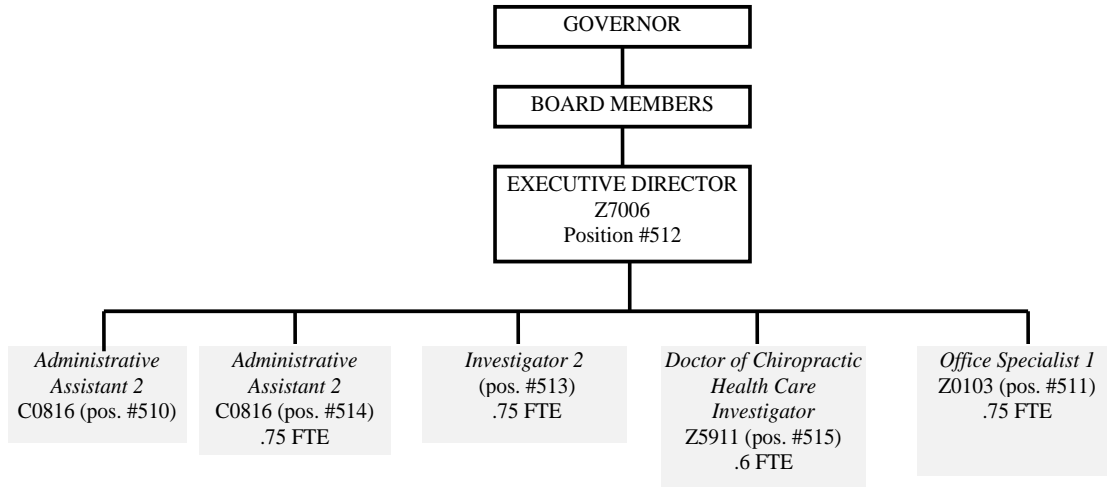 GOVERNOR
BOARD MEMBERS
EXECUTIVE DIRECTOR
Z7006
Position #512
Administrative
Assistant 2
C0816 (pos. #510)
Administrative
Assistant 2
C0816 (pos. #514)
.75 FTE
Investigator 2
(pos. #513)
.75 FTE
Doctor of Chiropractic
Health Care
Investigator
Z5911 (pos. #515)
.6 FTE
Office Specialist 1
Z0103 (pos. #511)
.75 FTE